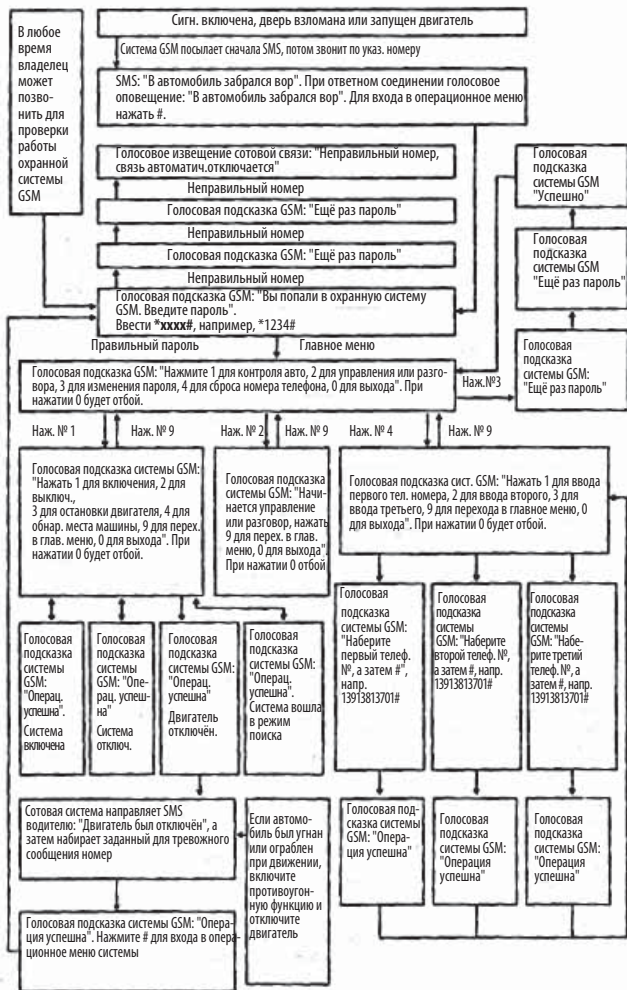 В любое
время
владелец
может
позво-
нить для
проверки
работы
охранной
системы
GSM
Сигн. включена, дверь взломана или запущен двигатель
Система GSM посылает сначала SMS, потом звонит по указ. номеру
SMS: "В автомобиль забрался вор". При ответном соединении голосовое
оповещение: "В автомобиль забрался вор". Для входа в операционное меню
нажать #.
Голосовое извещение сотовой связи: "Неправильный номер,
связь автоматич.отключается"
Неправильный номер
Голосовая подсказка GSM: "Ещё раз пароль"
Неправильный номер
Голосовая подсказка GSM: "Ещё раз пароль"
Неправильный номер
Голосовая подсказка GSM: "Вы попали в охранную систему
GSM. Введите пароль".
Ввести *xxxx#, например, *1234#
Голосовая
подсказка
системы GSM
"Успешно"
Голосовая
подсказка
системы GSM
"Ещё раз пароль"
Голосовая
подсказка
системы GSM:
"Ещё раз пароль"
Правильный пароль
Главное меню
Голосовая подсказка GSM: "Нажмите 1 для контроля авто, 2 для управления или разго-
вора, 3 для изменения пароля, 4 для сброса номера телефона, 0 для выхода". При
нажатии 0 будет отбой.
Наж.№3
Наж. № 1
Наж. № 9
Наж. № 2
Наж. № 9
Наж. № 4
Наж. № 9
Голосовая подсказка системы GSM:
"Нажать 1 для включения, 2 для
выключ.,
3 для остановки двигателя, 4 для
обнар. места машины, 9 для перех.
в глав. меню, 0 для выхода". При
нажатии 0 будет отбой.
Голосовая подсказка
системы GSM: "Начи-
нается управление
или разговор, нажать
9 для перех. в глав.
меню, 0 для выхода".
При нажатии 0 отбой
Голосовая подсказка сист. GSM: "Нажать 1 для ввода
первого тел. номера, 2 для ввода второго, 3 для
ввода третьего, 9 для перехода в главное меню, 0
для выхода". При нажатии 0 будет отбой.
Голосовая
подсказка
системы
GSM:
"Операц.
успешна".
Система
включена
Голосовая
подсказка
системы
GSM: "Опе-
рац. успеш-
на"
Система
отключ.
Голосовая
подсказка
системы GSM:
"Операц.
успешна"
Двигатель
отключён.
Голосовая
подсказка
системы
GSM: "Операц.
успешна".
Система вошла
в режим
поиска
Голосовая
подсказка
системы GSM:
"Наберите
первый телеф.
№, а затем #",
напр.
13913813701#
Голосовая
подсказка
системы
GSM: "Наберите
второй телеф. №,
а затем #, напр.
13913813701#
Голосовая
подсказка
системы
GSM: "Набе-
рите третий
телеф. №, а
затем #, напр.
13913813701#
Сотовая система направляет SMS
водителю: "Двигатель был отключён", а
затем набирает заданный для тревожного
сообщения номер
Если автомо-
биль был угнан
или ограблен
при движении,
включите
противоугон-
ную функцию и
отключите
двигатель
Голосовая под-
сказка системы
GSM: "Опера-
ция успешна"
Голосовая
подсказка
системы GSM:
"Операция
успешна"
Голосовая
подсказка
системы GSM:
"Операция
успешна"
Голосовая подсказка системы GSM: "Опера-
ция успешна". Нажмите # для входа в опера-
ционное меню системы